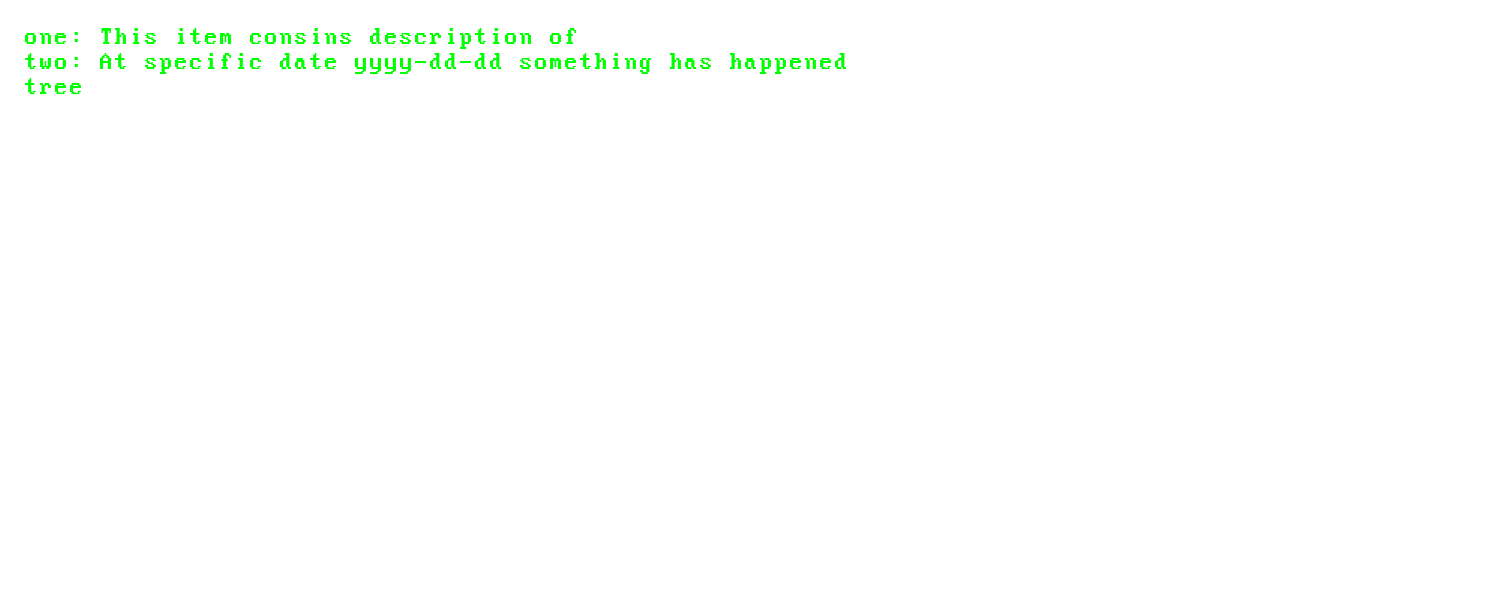 one: This item consins description of
two: At specific date yyyy-dd-dd something has happened
tree